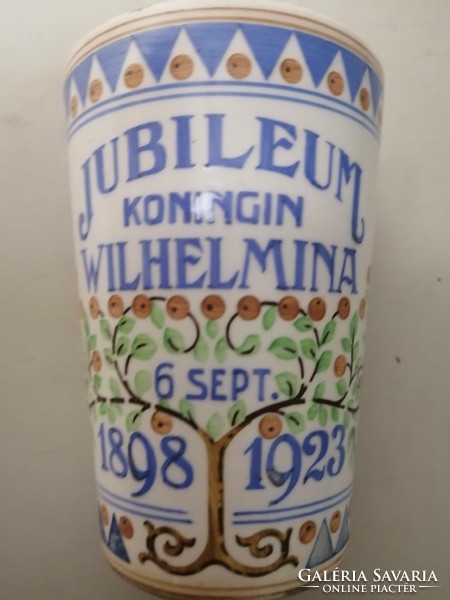 JUBILEUM
KONINGIN
WILHELMINA
6 SEPT.
1898 1923
GALÉRIA SAVARIA
ONLINE PIACTÉR